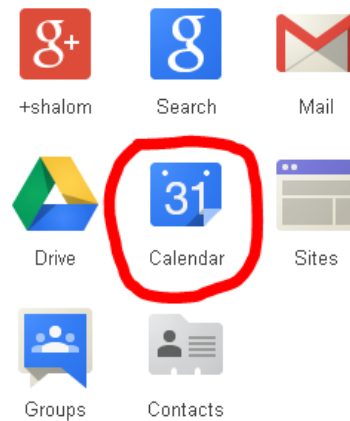 g+
g
+shalom
Search
Mail
31
Drive
Calendar
Sites
Groups
Contacts